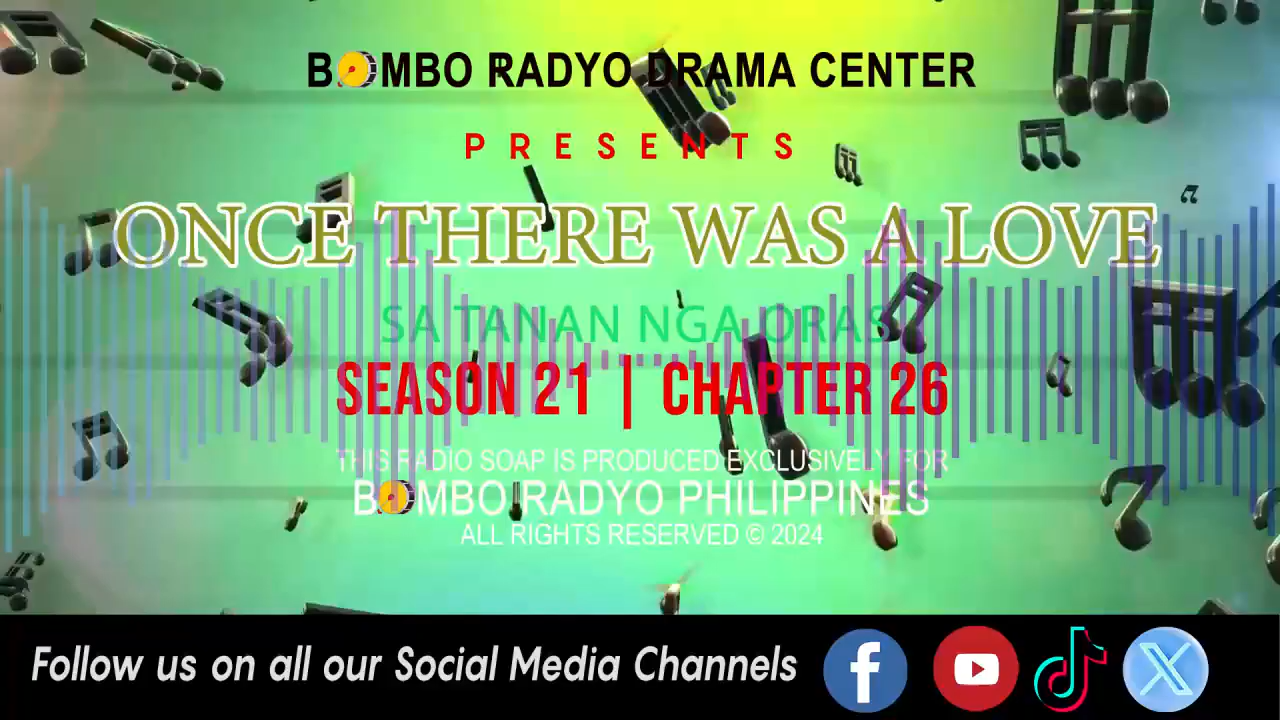 BOMBO RADYO DRAMA CENTER
PRESENTS
ONCE THERE WAS A LOVE
SA TANAN NGA ORAS
SEASON 21 | CHAPTER 26
THIS RADIO SOAP IS PRODUCED EXCLUSIVELY FOR
BOMBO RADYO PHILIPPINES
ALL RIGHTS RESERVED © 2024
Follow us on all our Social Media Channels